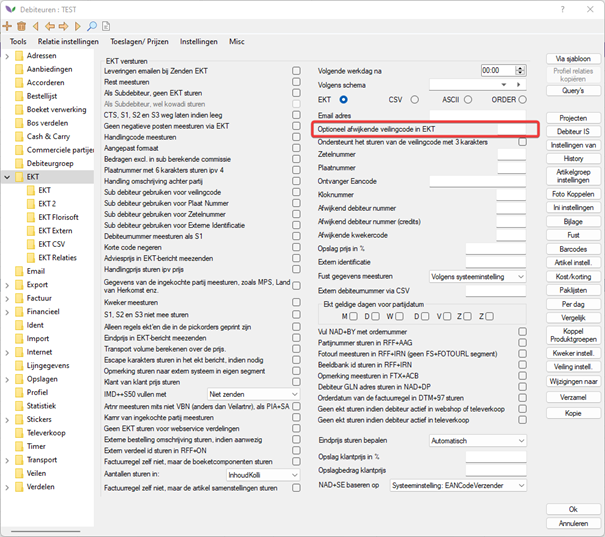 Debiteuren : TEST
Tools Relatie instellingen Toeslagen/ Prijzen Instellingen Misc
Adressen
Aanbiedingen
Accorderen
Bestellijst
Boeket verwerking
Bos verdelen
Cash & Carry
Commerciele partijen
Debiteurgroep
EKT
EKT
EKT 2
EKT Florisoft
EKT Extern
EKT CSV
EKT Relaties
Email
Export
Factuur
Financieel
Ident
Import
Internet
Lijngegevens
Opslagen
Profiel
Statistiek
Stickers
Televerkoop
Timer
Transport
Veilen
Verdelen
EKT versturen
Leveringen emailen bij Zenden EKT
Rest meesturen
Als Subdebiteur, geen EKT sturen
Als Subdebiteur, wel kowadi sturen
CTS, S1, S2 en S3 weg laten indien leeg
Geen negatieve posten meesturen via EKT
Handlingcode meesturen
Aangepast formaat
Bedragen excl. in sub berekende commissie
Plaatnummer met 6 karakters sturen ipv 4
Handling omschrijving achter partij
Sub debiteur gebruiken voor veilingcode
Sub debiteur gebruiken voor Plaat Nummer
Sub debiteur gebruiken voor Zetelnummer
Sub debiteur gebruiken voor Externe Identificatie
Debiteurnummer meesturen als S1
Korte code negeren
Adviesprijs in EKT-bericht meezenden
Handlingprijs sturen ipv prijs
Gegevens van de ingekochte partij meesturen, zoals MPS, Land
van Herkomst enz.
Kweker meesturen
S1, S2 en S3 niet mee sturen
Alleen regels ekt'en die in de pickorders geprint zijn
Eindprijs in EKT-bericht meezenden
Transport volume berekenen over de prijs.
Escape karakters sturen in het ekt bericht, indien nodig
Opmerking sturen naar extern systeem in eigen segment
Klant van klant prijs sturen
IMD++S50 vullen met Niet zenden
Artnr meesturen mits niet VBN (anders dan Veilartnr), als PIA+SA
Kamr van ingekochte partij meesturen
Geen EKT sturen voor webservice verdelingen
Externe bestelling omschrijving sturen, indien aanwezig
Extern verdeel id sturen in RFF+ON
Factuurregel zelf niet, maar de boeketcomponenten sturen
Aantallen sturen in: InhoudKolli
Factuurregel zelf niet, maar de artikel samenstellingen sturen
Volgende werkdag na 00:00
Volgens schema
EKT CSV ASCII ORDER
Email adres
Optioneel afwijkende veilingcode in EKT
Ondersteunt het sturen van de veilingcode met 3 karakters
Zetelnummer
Plaatnummer
Ontvanger Eancode
Kloknummer
Afwijkend debiteur nummer
Afwijkend debiteur nummer (credits)
Afwijkende kwekercode
Opslag prijs in %
Extern identificatie
Fust gegevens meesturen Volgens systeeminstelling
Extern debiteurnummer via CSV
Ekt geldige dagen voor partijdatum
M D W D V Z Z
Vul NAD+BY met ordernummer
Partijnummer sturen in RFF+AAG
Fotourl meesturen in RFF+IRN (geen FS+FOTOURL segment)
Beeldbank id sturen in RFF+IRN
Opmerking sturen in FTX+ACB
Debiteur GLN adres sturen in NAD+DP
Orderdatum van de factuurregel in DTM+97 sturen
Geen ekt sturen indien debiteur actief in webshop of televerkoop
Geen ekt sturen indien debiteur actief in televerkoop
Eindprijs sturen bepalen Automatisch
Opslag klantprijs in %
Opslagbedrag klantprijs
NAD+SE baseren op Systeeminstelling: EANCodeVerzender
Via sjabloon
Profiel relaties
kopiëren
Query's
Projecten
Debiteur IS
Instellingen van
History
Artikelgroep
instellingen
Foto Koppelen
Ini instellingen
Bijlage
Fust
Barcodes
Artikel instell.
Kost/korting
Paklijsten
Per dag
Vergelijk
Koppel
Produktgroepen
Kweker instell.
Veiling instell.
Wijzigingen naar
Verzamel
Kopie
Ok
Annuleren